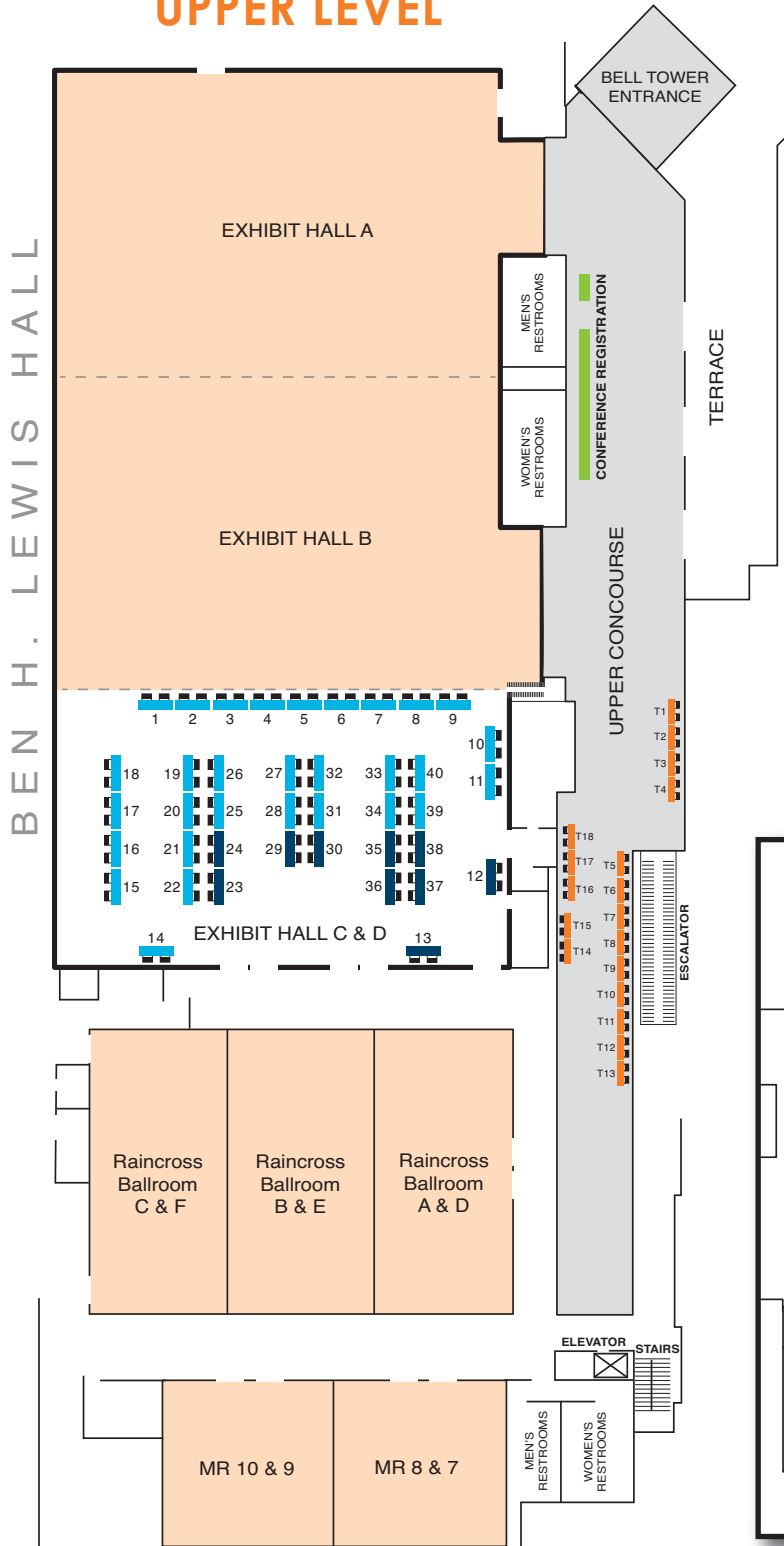 UPPER LEVEL
BELL TOWER
ENTRANCE
BEN H. LEWIS HALL
EXHIBIT HALL A
MEN'S
RESTROOMS
CONFERENCE REGISTRATION
TERRACE
WOMEN'S
RESTROOMS
EXHIBIT HALL B
UPPER CONCOURSE
1 2 3 4 5 6 7 8 9
T1
T2
T3
T4
10
11
18 19 26 27 32 33 40
17 20 25 28 31 34 39
16 21 24 29 30 35 38
15 22 23 36 37
12
14
EXHIBIT HALL C & D
13
T18
T17
T16
T15
T14
T5
T6
T7
T8
T9
T10
T11
T12
T13
ESCALATOR
Raincross
Ballroom
C & F
Raincross
Ballroom
B & E
Raincross
Ballroom
A & D
ELEVATOR
STAIRS
MR 10 & 9
MR 8 & 7
MEN'S
RESTROOMS
WOMEN'S
RESTROOMS